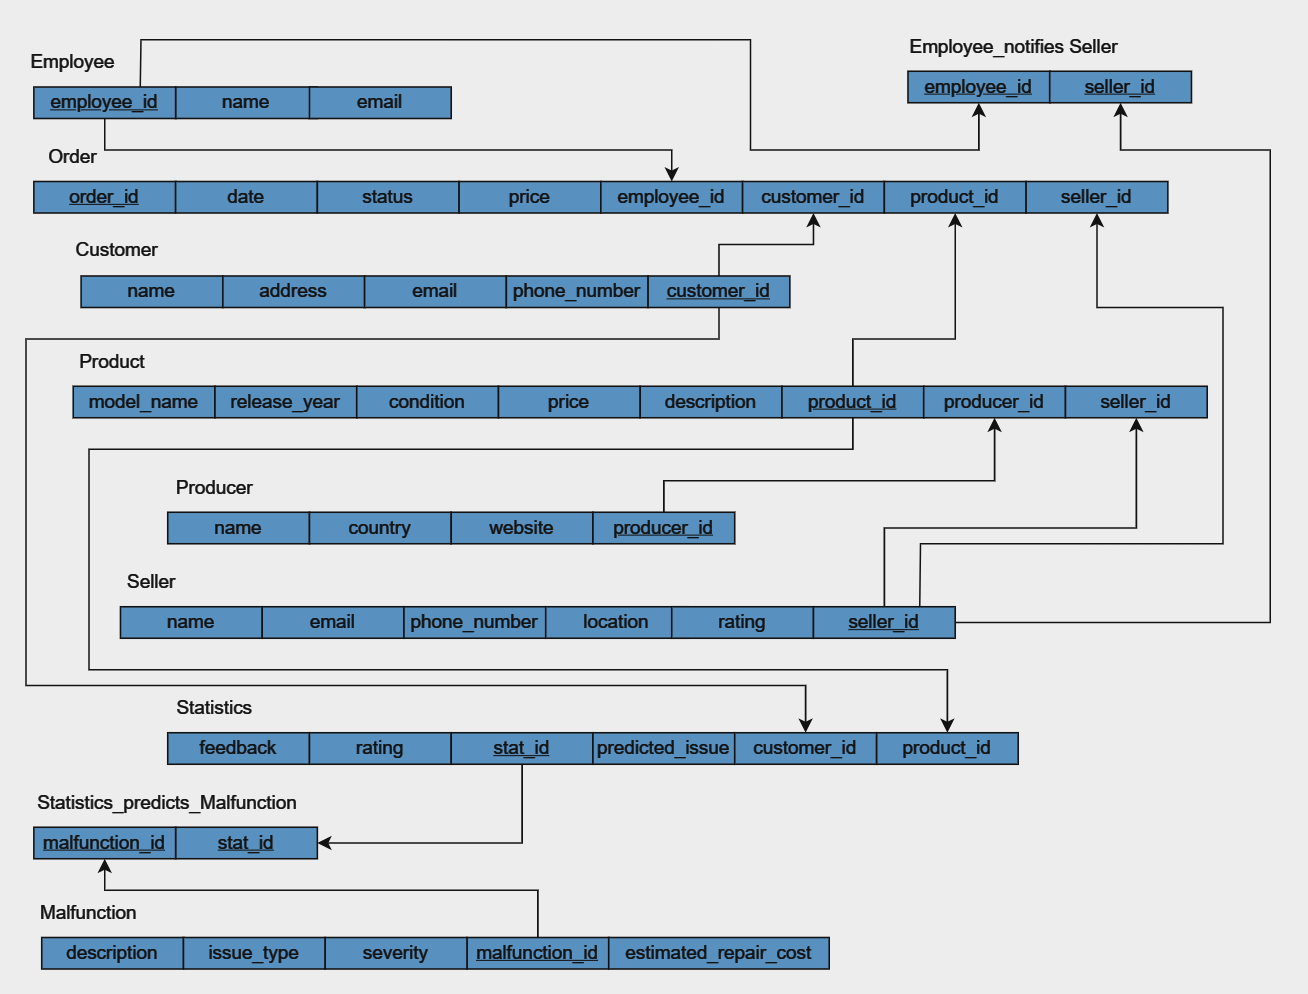 Employee_notifies Seller
employee_id seller_id
Employee
employee_id name email
Order
order_id date status price employee_id customer_id product_id seller_id
Customer
name address email phone_number customer_id
Product
model_name release_year condition price description product_id producer_id seller_id
Producer
name country website producer_id
Seller
name email phone_number location rating seller_id
Statistics
feedback rating stat_id predicted_issue customer_id product_id
Statistics_predicts_Malfunction
malfunction_id stat_id
Malfunction
description issue_type severity malfunction_id estimated_repair_cost